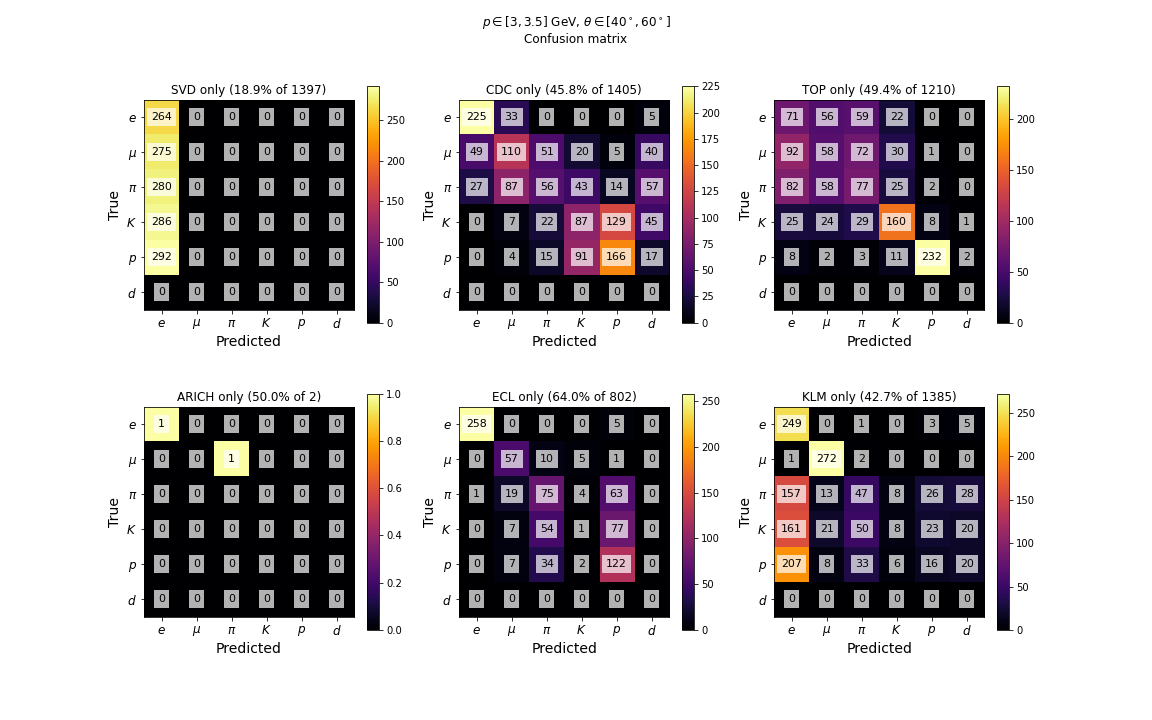 p ∈ [3, 3.5] GeV, θ ∈ [40°, 60°]
Confusion matrix
SVD only (18.9% of 1397)
True
e 264 0 0 0 0 0
μ 275 0 0 0 0 0
π 280 0 0 0 0 0
K 286 0 0 0 0 0
p 292 0 0 0 0 0
d 0 0 0 0 0 0
e μ π K p d
Predicted
250
200
150
100
50
0
CDC only (45.8% of 1405)
True
e 225 33 0 0 0 5
μ 49 110 51 20 5 40
π 27 87 56 43 14 57
K 0 7 22 87 129 45
p 0 4 15 91 166 17
d 0 0 0 0 0 0
e μ π K p d
Predicted
225
200
175
150
125
100
75
50
25
0
TOP only (49.4% of 1210)
True
e 71 56 59 22 0 0
μ 92 58 72 30 1 0
π 82 58 77 25 2 0
K 25 24 29 160 8 1
p 8 2 3 11 232 2
d 0 0 0 0 0 0
e μ π K p d
Predicted
200
150
100
50
0
ARICH only (50.0% of 2)
True
e 1 0 0 0 0 0
μ 0 0 1 0 0 0
π 0 0 0 0 0 0
K 0 0 0 0 0 0
p 0 0 0 0 0 0
d 0 0 0 0 0 0
e μ π K p d
Predicted
1.0
0.8
0.6
0.4
0.2
0.0
ECL only (64.0% of 802)
True
e 258 0 0 0 5 0
μ 0 57 10 5 1 0
π 1 19 75 4 63 0
K 0 7 54 1 77 0
p 0 7 34 2 122 0
d 0 0 0 0 0 0
e μ π K p d
Predicted
250
200
150
100
50
0
KLM only (42.7% of 1385)
True
e 249 0 1 0 3 5
μ 1 272 2 0 0 0
π 157 13 47 8 26 28
K 161 21 50 8 23 20
p 207 8 33 6 16 20
d 0 0 0 0 0 0
e μ π K p d
Predicted
250
200
150
100
50
0